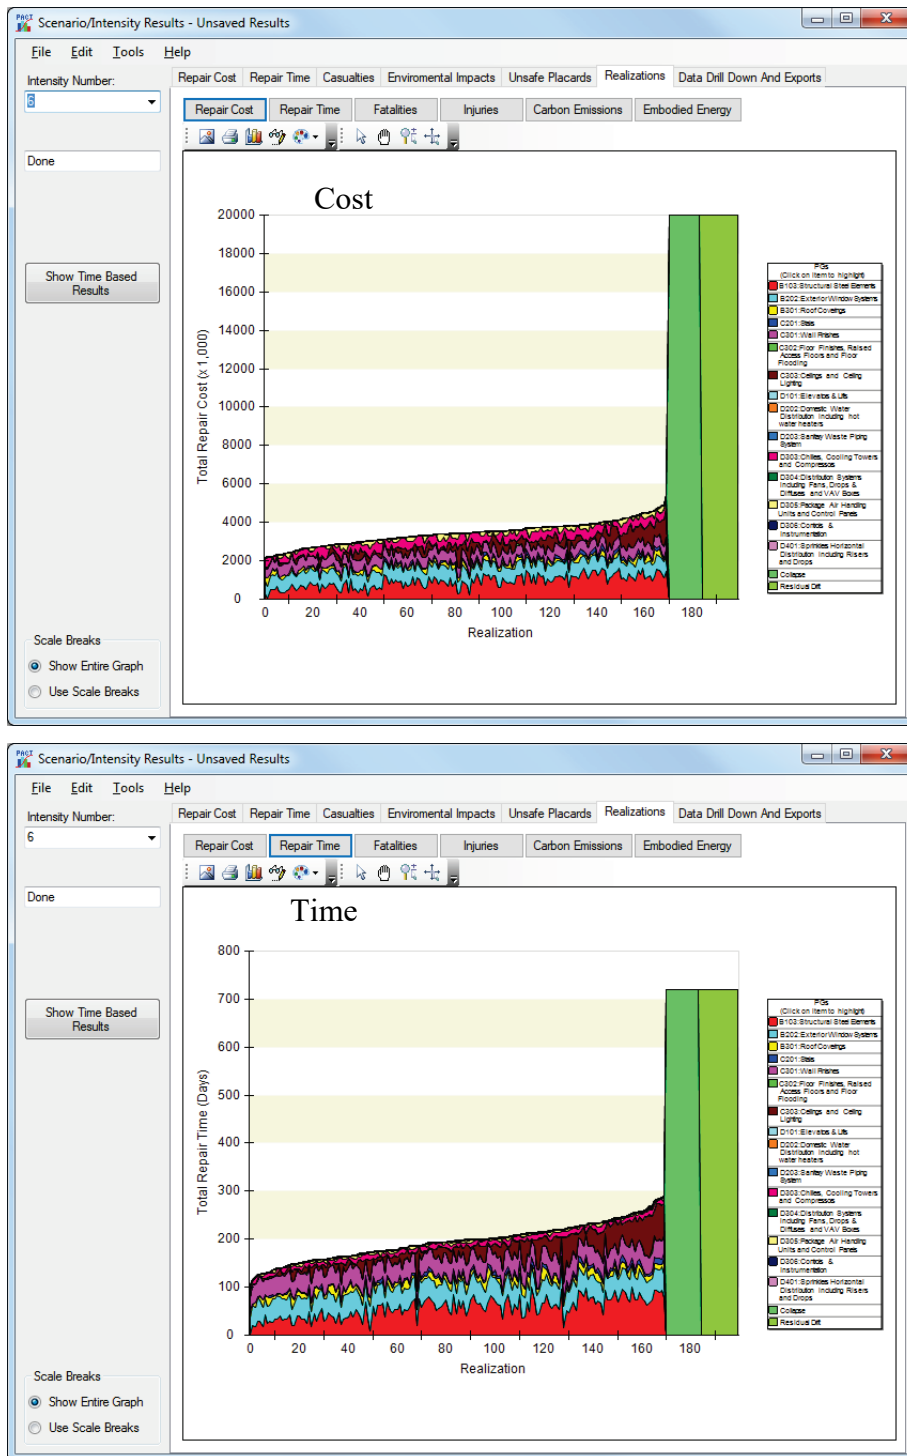 PACT
Scenario/Intensity Results - Unsaved Results
File Edit Tools Help
Intensity Number:
6
Done
Show Time Based
Results
Scale Breaks
Show Entire Graph
Use Scale Breaks
Repair Cost Repair Time Casualties Enviromental Impacts Unsafe Placards Realizations Data Drill Down And Exports
Repair Cost Repair Time Fatalities Injuries Carbon Emissions Embodied Energy
Cost
Total Repair Cost (x 1,000)
20000
18000
16000
14000
12000
10000
8000
6000
4000
2000
0
0 20 40 60 80 100 120 140 160 180
Realization
PGs
(Click on item to highlight)
B103:Structural Steel Elements
B202:Exterior Window Systems
B301:Roof Coverings
C201:Stairs
C301:Wall Finishes
C302:Floor Finishes, Raised
Access Floors and Floor
Flooding
C303:Ceilings and Ceiling
Lighting
D101:Elevators & Lifts
D202:Domestic Water
Distribution including hot
water heaters
D203:Sanitary Waste Piping
System
D303:Chillers, Cooling Towers
and Compressors
D304:Distribution Systems
including Fans, Drops &
Diffusers and VAV Boxes
D305:Package Air Handling
Units and Control Panels
D306:Controls &
Instrumentation
D401:Sprinklers Horizontal
Distribution Including Risers
and Drops
Collapse
Residual Drift
PACT
Scenario/Intensity Results - Unsaved Results
File Edit Tools Help
Intensity Number:
6
Done
Show Time Based
Results
Scale Breaks
Show Entire Graph
Use Scale Breaks
Repair Cost Repair Time Casualties Enviromental Impacts Unsafe Placards Realizations Data Drill Down And Exports
Repair Cost Repair Time Fatalities Injuries Carbon Emissions Embodied Energy
Time
Total Repair Time (Days)
800
700
600
500
400
300
200
100
0
0 20 40 60 80 100 120 140 160 180
Realization
PGs
(Click on item to highlight)
B103:Structural Steel Elements
B202:Exterior Window Systems
B301:Roof Coverings
C201:Stairs
C301:Wall Finishes
C302:Floor Finishes, Raised
Access Floors and Floor
Flooding
C303:Ceilings and Ceiling
Lighting
D101:Elevators & Lifts
D202:Domestic Water
Distribution including hot
water heaters
D203:Sanitary Waste Piping
System
D303:Chillers, Cooling Towers
and Compressors
D304:Distribution Systems
including Fans, Drops &
Diffusers and VAV Boxes
D305:Package Air Handling
Units and Control Panels
D306:Controls &
Instrumentation
D401:Sprinklers Horizontal
Distribution Including Risers
and Drops
Collapse
Residual Drift